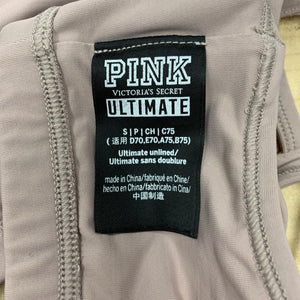 PINK
VICTORIA'S SECRET
ULTIMATE
S | P | CH | C75
(适用 D70,E70,A75,B75)
Ultimate unlined/
Ultimate sans doublure
made in China/fabriqué en Chine/
hecho en China/fabbricato in Cina/
中国制造